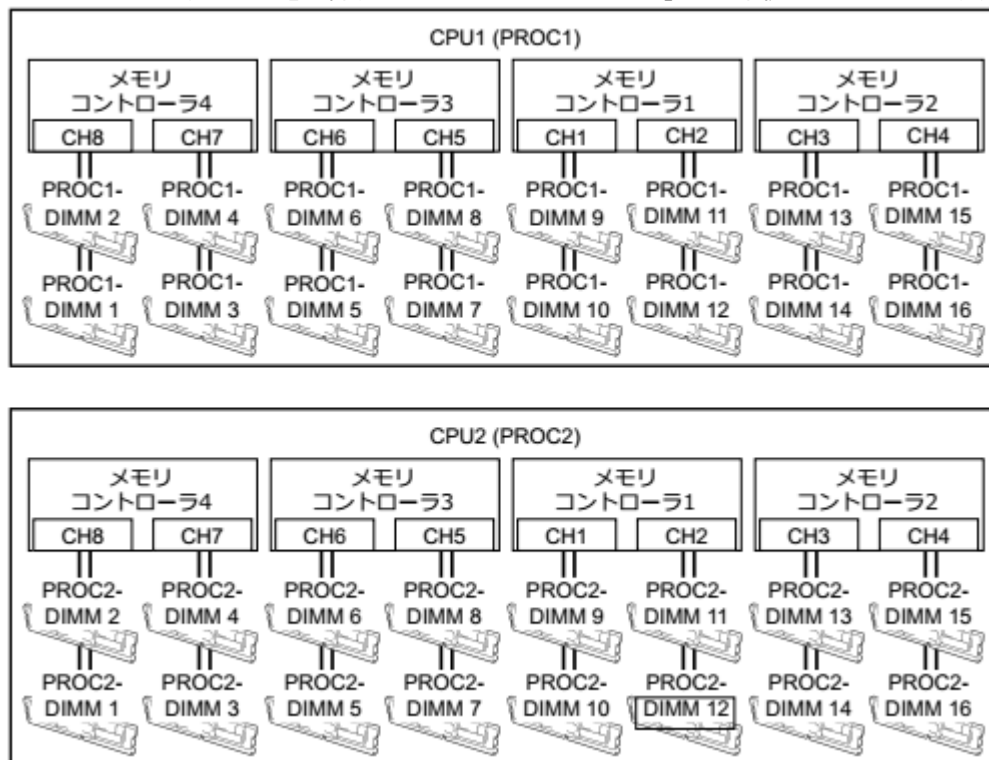 CPU1 (PROC1)
メモリ コントローラ4
メモリ コントローラ3
メモリ コントローラ1
メモリ コントローラ2
CH8 CH7 CH6 CH5 CH1 CH2 CH3 CH4
PROC1- PROC1- PROC1- PROC1- PROC1- PROC1- PROC1- PROC1-
DIMM 2 DIMM 4 DIMM 6 DIMM 8 DIMM 9 DIMM 11 DIMM 13 DIMM 15
PROC1- PROC1- PROC1- PROC1- PROC1- PROC1- PROC1- PROC1-
DIMM 1 DIMM 3 DIMM 5 DIMM 7 DIMM 10 DIMM 12 DIMM 14 DIMM 16
CPU2 (PROC2)
メモリ コントローラ4
メモリ コントローラ3
メモリ コントローラ1
メモリ コントローラ2
CH8 CH7 CH6 CH5 CH1 CH2 CH3 CH4
PROC2- PROC2- PROC2- PROC2- PROC2- PROC2- PROC2- PROC2-
DIMM 2 DIMM 4 DIMM 6 DIMM 8 DIMM 9 DIMM 11 DIMM 13 DIMM 15
PROC2- PROC2- PROC2- PROC2- PROC2- PROC2- PROC2- PROC2-
DIMM 1 DIMM 3 DIMM 5 DIMM 7 DIMM 10 DIMM 12 DIMM 14 DIMM 16